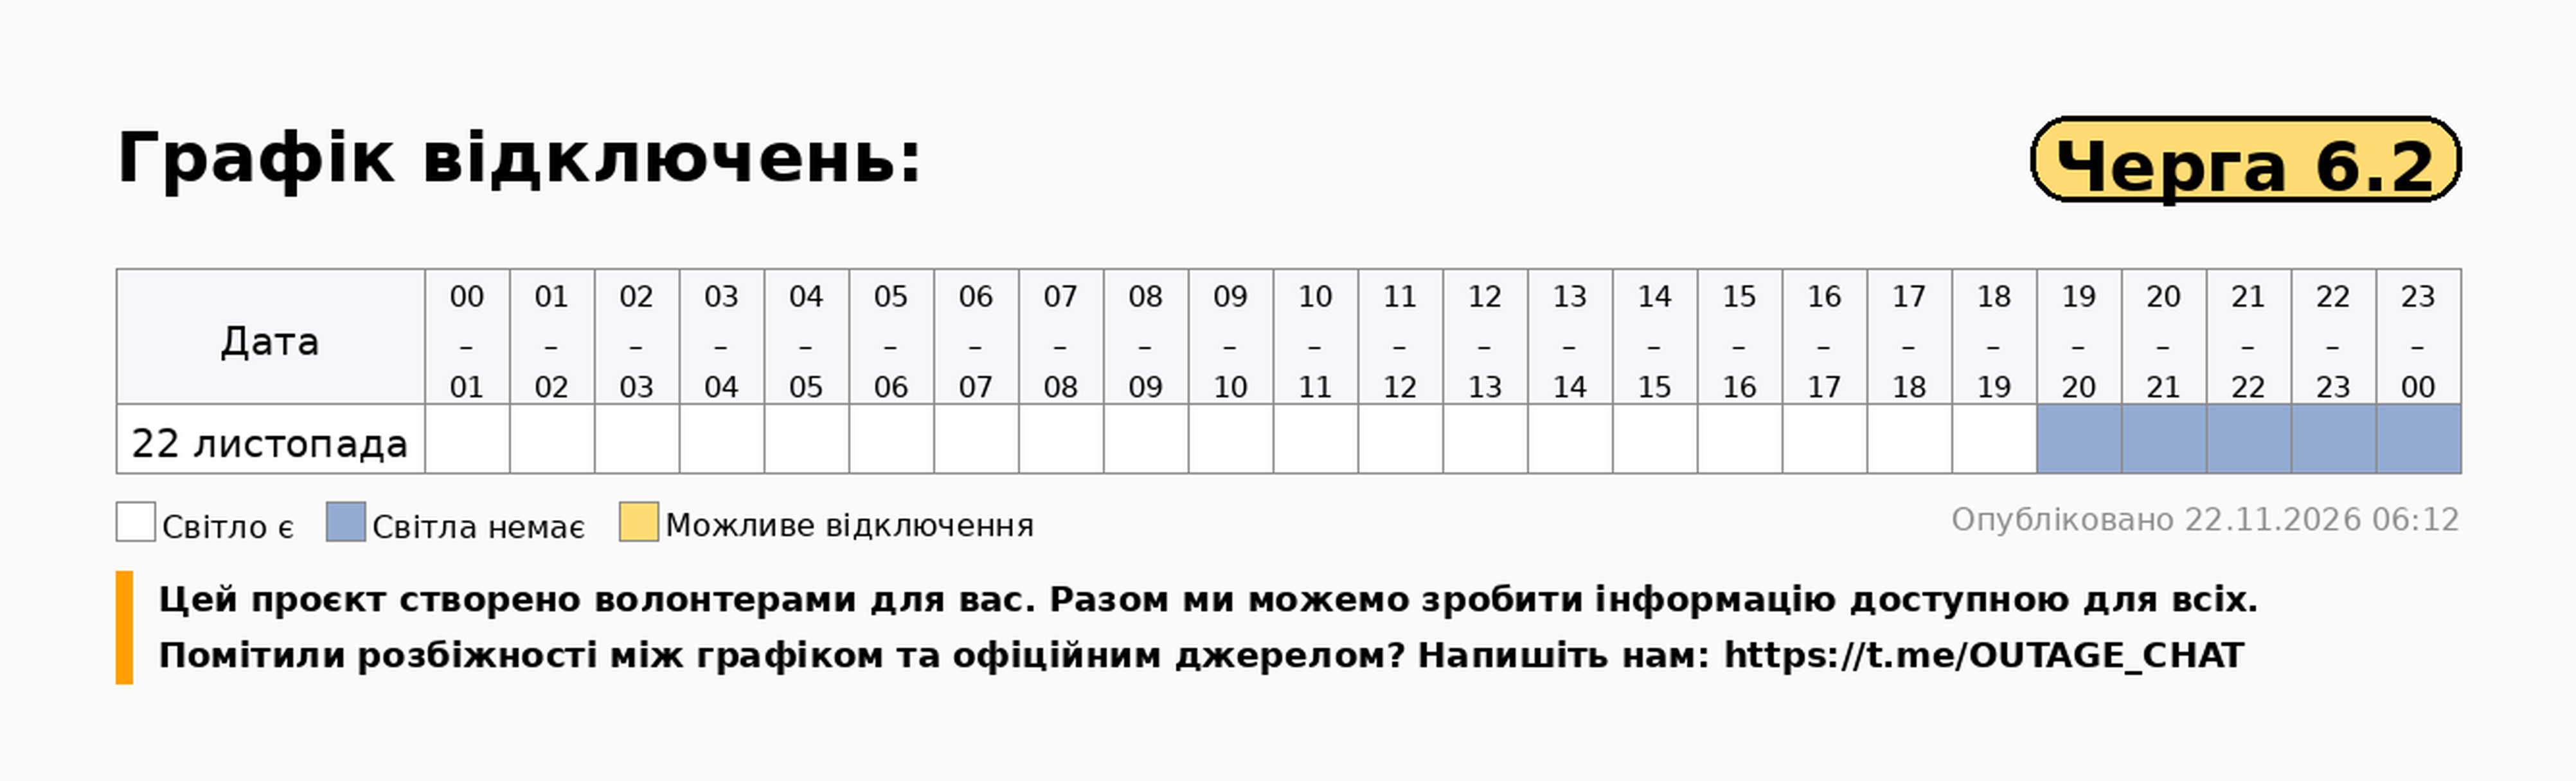 Графік відключень:
Черга 6.2
Дата 00–01 01–02 02–03 03–04 04–05 05–06 06–07 07–08 08–09 09–10 10–11 11–12 12–13 13–14 14–15 15–16 16–17 17–18 18–19 19–20 20–21 21–22 22–23 23–00
22 листопада
Світло є Світла немає Можливе відключення
Опубліковано 22.11.2026 06:12
Цей проєкт створено волонтерами для вас. Разом ми можемо зробити інформацію доступною для всіх.
Помітили розбіжності між графіком та офіційним джерелом? Напишіть нам: https://t.me/OUTAGE_CHAT